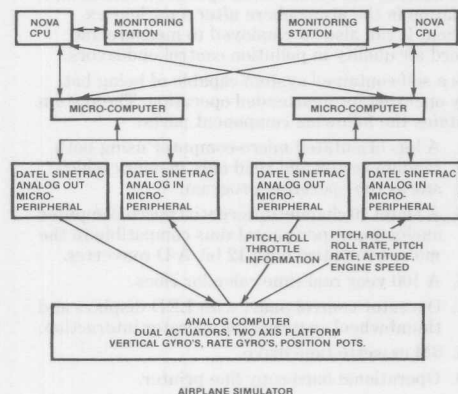 NOVA
CPU
MONITORING
STATION
MONITORING
STATION
NOVA
CPU
MICRO-COMPUTER
MICRO-COMPUTER
DATEL SINETRAC
ANALOG OUT
MICRO-
PERIPHERAL
DATEL SINETRAC
ANALOG IN
MICRO-
PERIPHERAL
DATEL SINETRAC
ANALOG OUT
MICRO-
PERIPHERAL
DATEL SINETRAC
ANALOG IN
MICRO-
PERIPHERAL
PITCH, ROLL
THROTTLE
INFORMATION
PITCH, ROLL,
ROLL RATE, PITCH
RATE, ALTITUDE,
ENGINE SPEED
ANALOG COMPUTER
DUAL ACTUATORS, TWO AXIS PLATFORM
VERTICAL GYRO'S, RATE GYRO'S, POSITION POTS.
AIRPLANE SIMULATOR